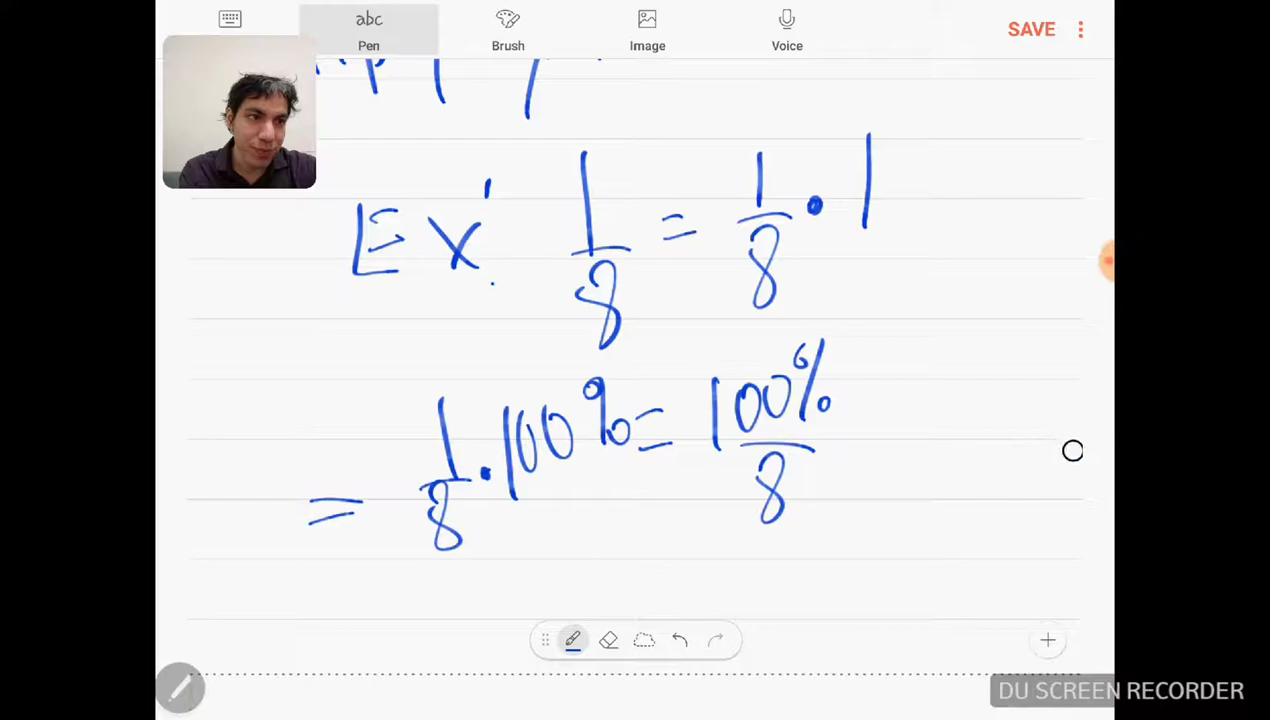 abc
Pen Brush Image Voice SAVE
Ex: 1/8 = 1/8 · 1
= 1/8 · 100% = 100%/8
DU SCREEN RECORDER